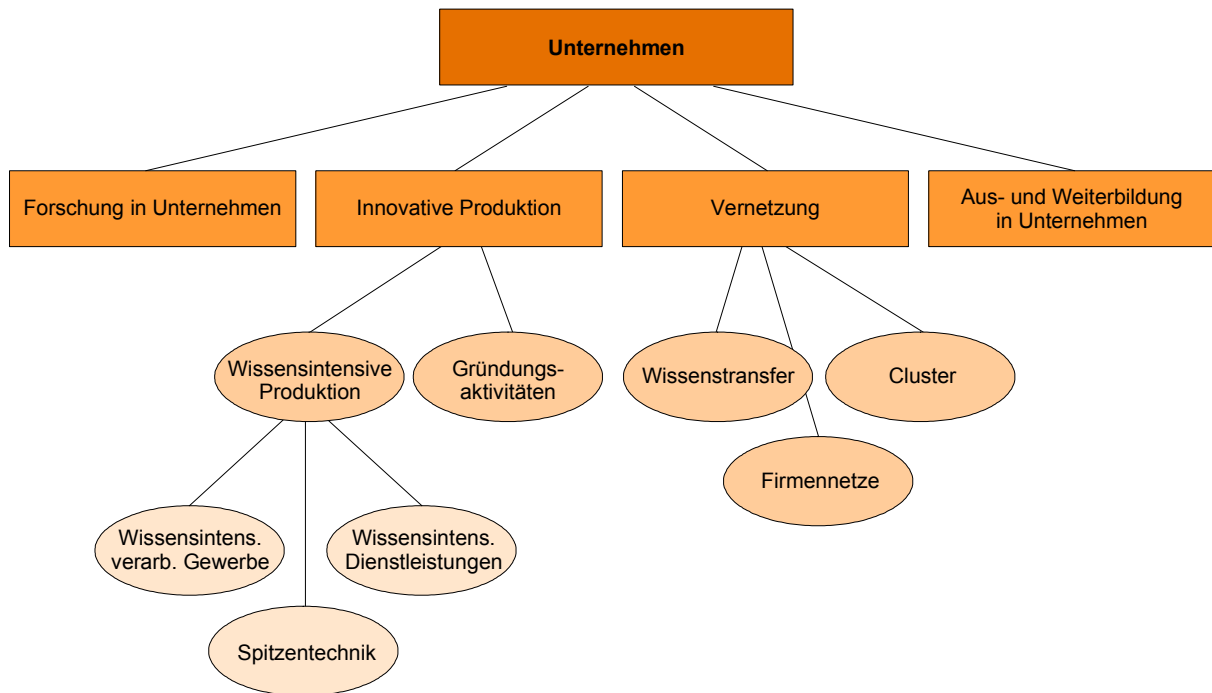 Unternehmen
Forschung in Unternehmen
Innovative Produktion
Vernetzung
Aus- und Weiterbildung
in Unternehmen
Wissensintensive
Produktion
Gründungs-
aktivitäten
Wissenstransfer
Cluster
Firmennetze
Wissensintens.
verarb. Gewerbe
Wissensintens.
Dienstleistungen
Spitzentechnik